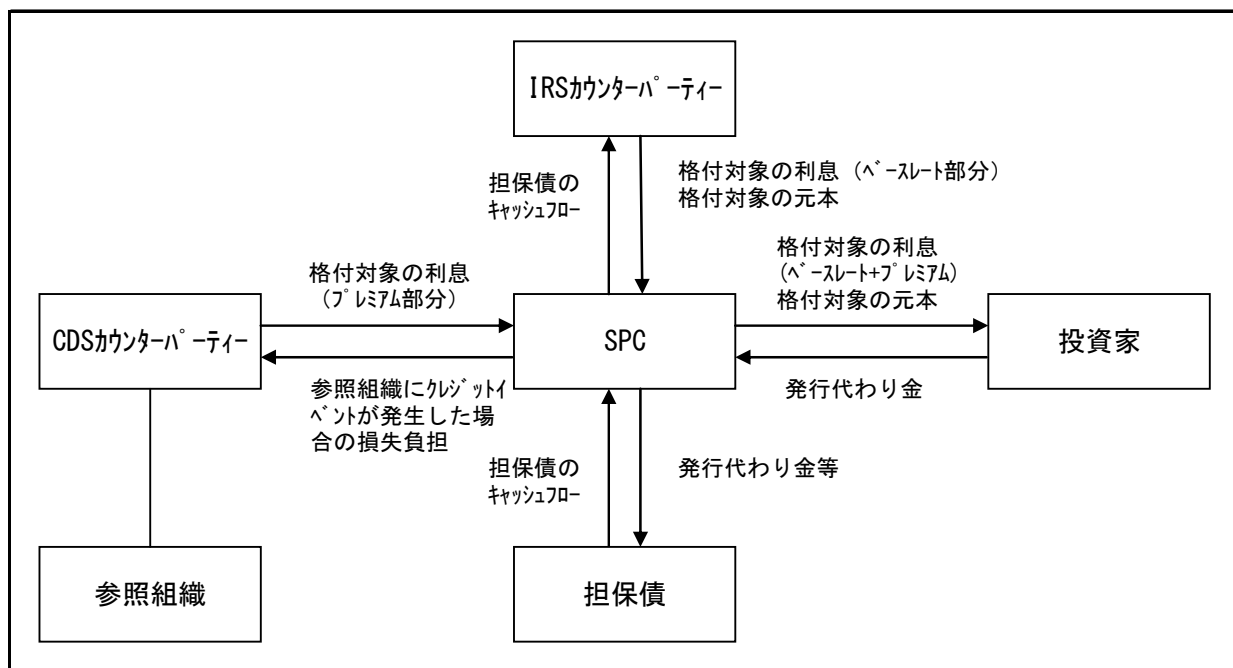 IRSｶｳﾝﾀｰﾊﾟｰﾃｨｰ
担保債の
ｷｬｯｼｭﾌﾛｰ
格付対象の利息（ﾍﾞｰｽﾚｰﾄ部分）
格付対象の元本
格付対象の利息
（ﾌﾟﾚﾐｱﾑ部分）
格付対象の利息
(ﾍﾞｰｽﾚｰﾄ+ﾌﾟﾚﾐｱﾑ)
格付対象の元本
CDSｶｳﾝﾀｰﾊﾟｰﾃｨｰ
SPC
投資家
参照組織にｸﾚｼﾞｯﾄｲ
ﾍﾞﾝﾄが発生した場
合の損失負担
発行代わり金
担保債の
ｷｬｯｼｭﾌﾛｰ
発行代わり金等
参照組織
担保債